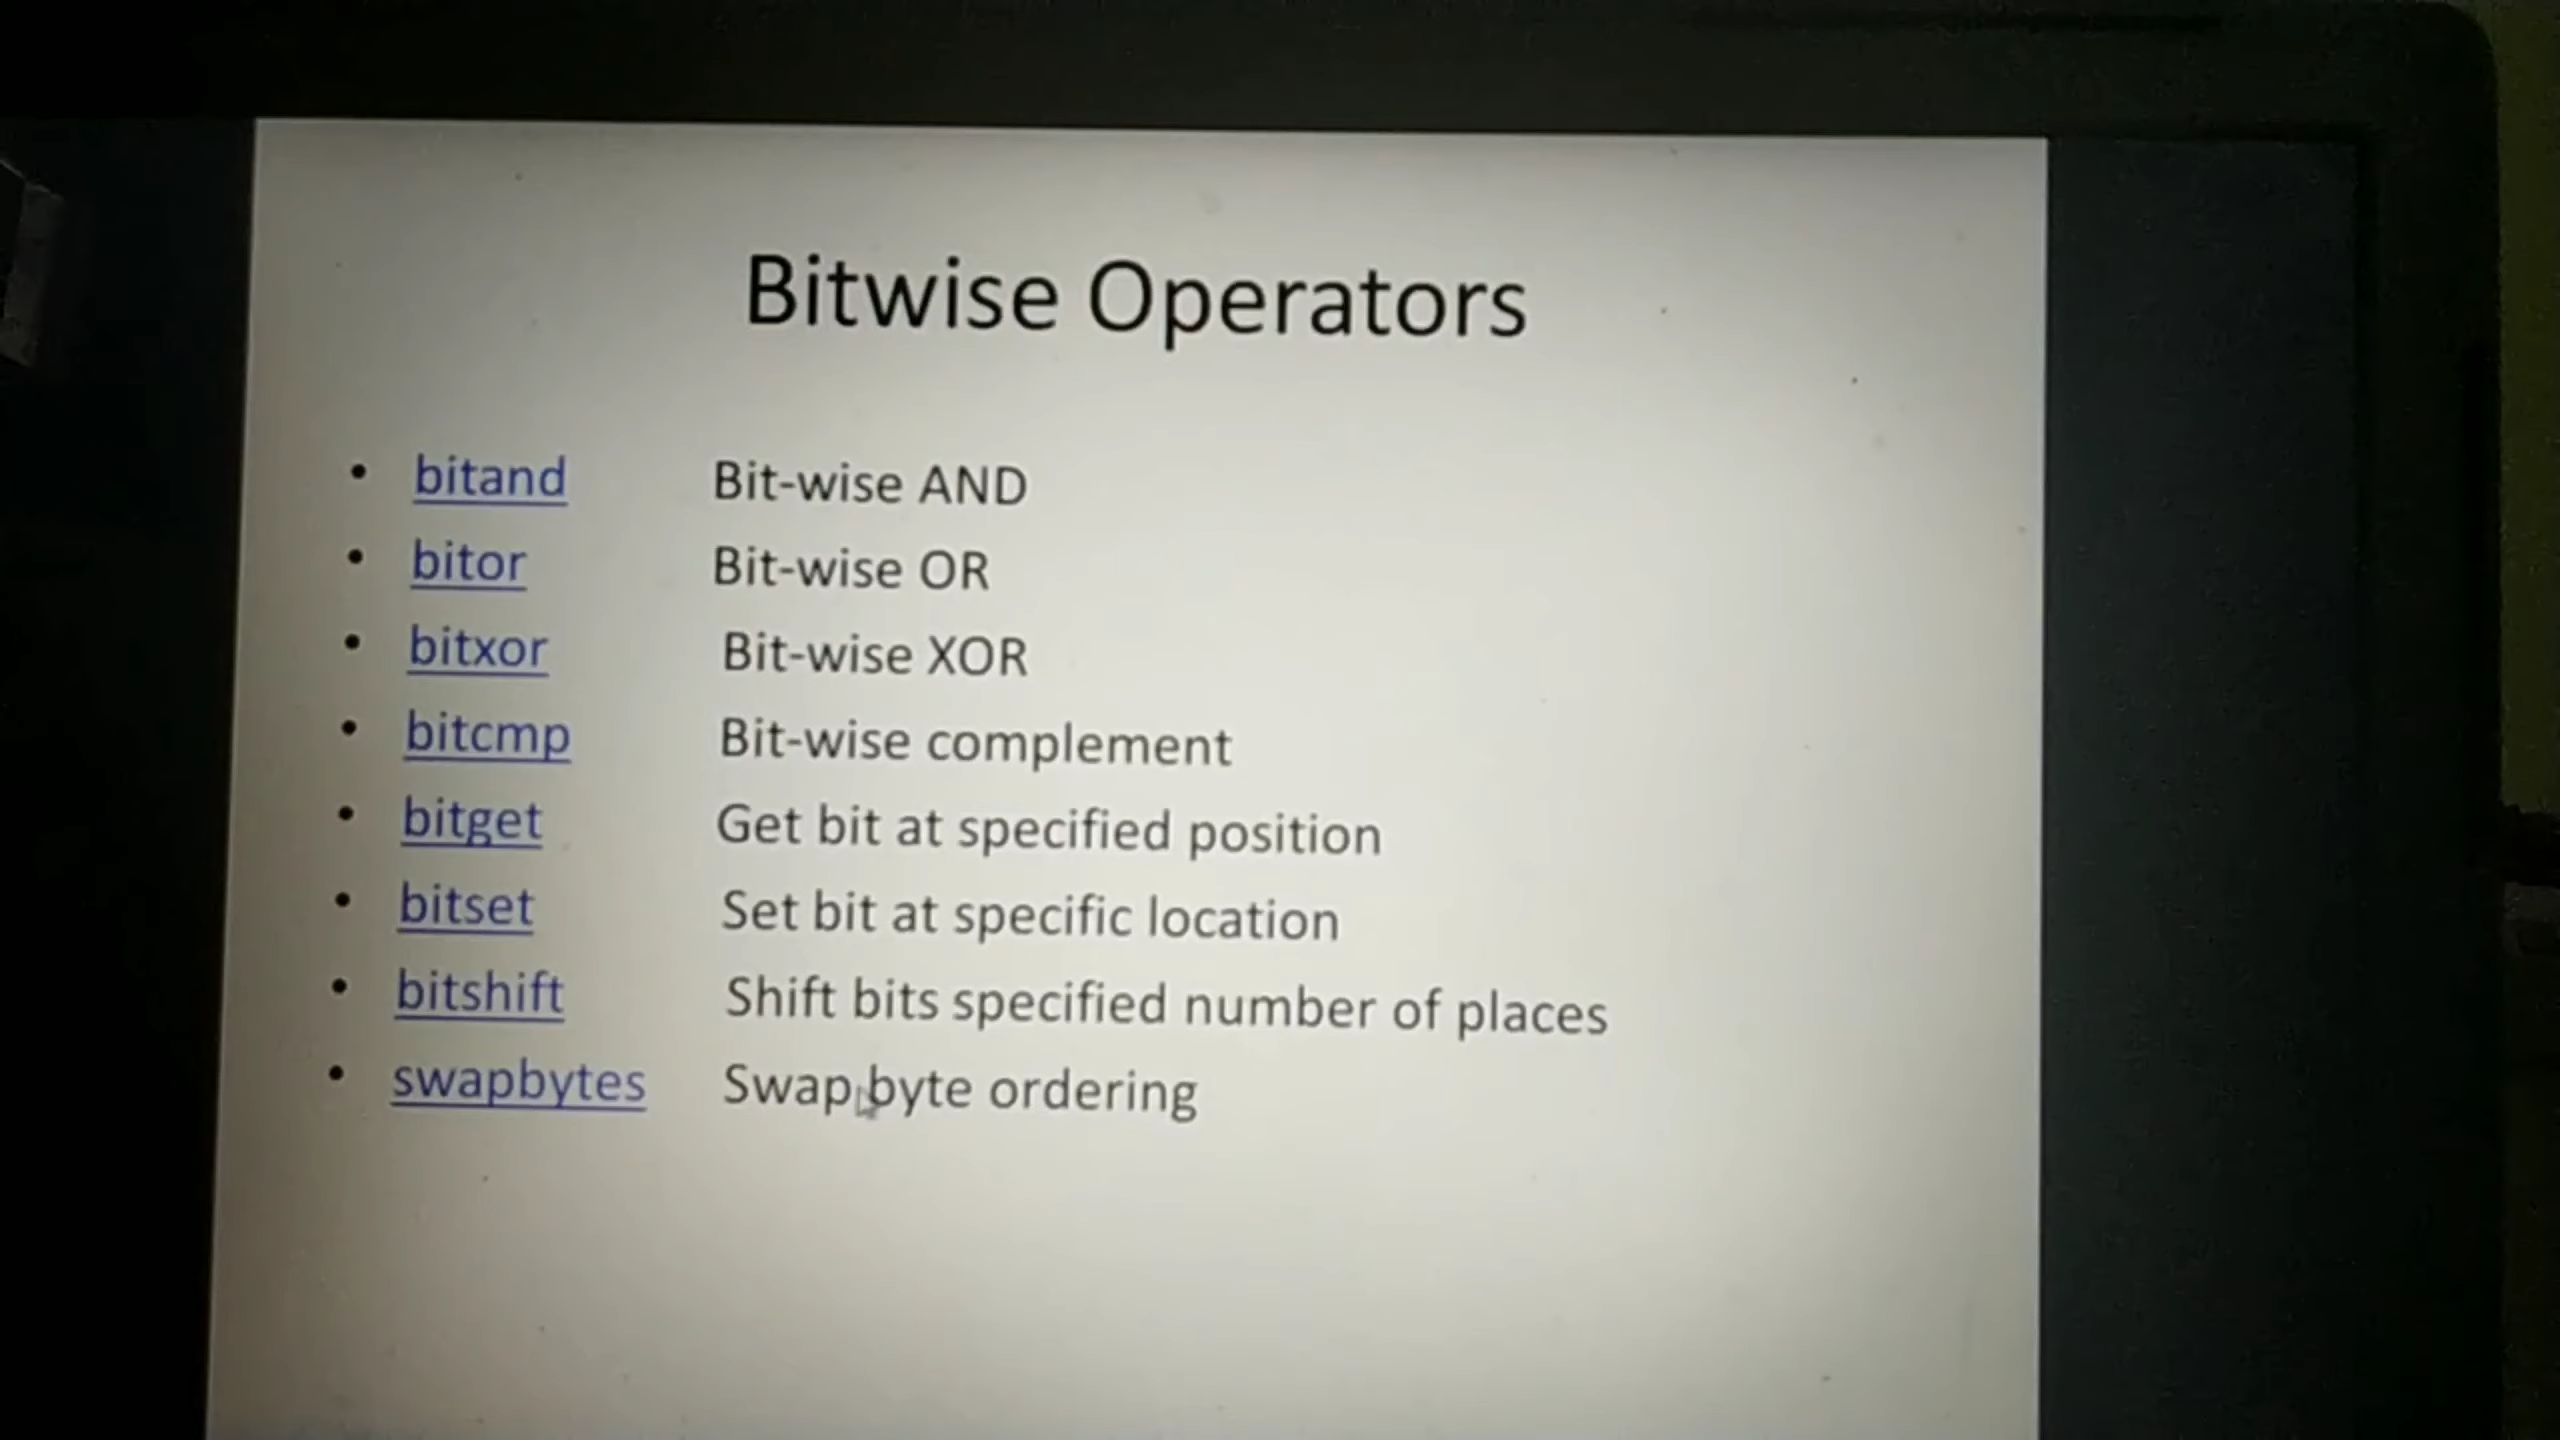 Bitwise Operators
• bitand Bit-wise AND
• bitor Bit-wise OR
• bitxor Bit-wise XOR
• bitcmp Bit-wise complement
• bitget Get bit at specified position
• bitset Set bit at specific location
• bitshift Shift bits specified number of places
• swapbytes Swap byte ordering